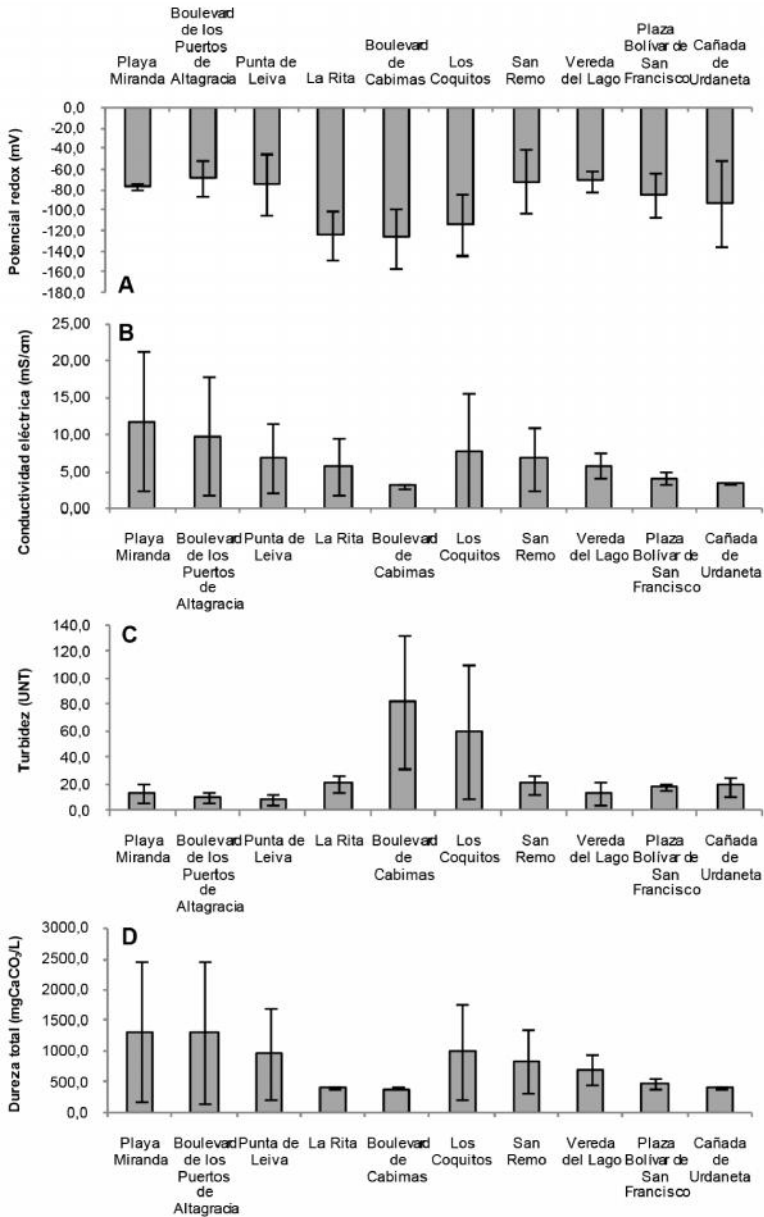 Playa Miranda
Boulevard de los Puertos de Altagracia
Punta de Leiva
La Rita
Boulevard de Cabimas
Los Coquitos
San Remo
Vereda del Lago
Plaza Bolívar de San Francisco
Cañada de Urdaneta
Potencial redox (mV)
0,0
-20,0
-40,0
-60,0
-80,0
-100,0
-120,0
-140,0
-160,0
-180,0
A
Conductividad eléctrica (mS/cm)
25,00
20,00
15,00
10,00
5,00
0,00
B
Playa Miranda
Boulevard de los Puertos de Altagracia
Punta de Leiva
La Rita
Boulevard de Cabimas
Los Coquitos
San Remo
Vereda del Lago
Plaza Bolívar de San Francisco
Cañada de Urdaneta
Turbidez (UNT)
140,0
120,0
100,0
80,0
60,0
40,0
20,0
0,0
C
Playa Miranda
Boulevard de los Puertos de Altagracia
Punta de Leiva
La Rita
Boulevard de Cabimas
Los Coquitos
San Remo
Vereda del Lago
Plaza Bolívar de San Francisco
Cañada de Urdaneta
Dureza total (mgCaCO₃/L)
3000,0
2500,0
2000,0
1500,0
1000,0
500,0
0,0
D
Playa Miranda
Boulevard de los Puertos de Altagracia
Punta de Leiva
La Rita
Boulevard de Cabimas
Los Coquitos
San Remo
Vereda del Lago
Plaza Bolívar de San Francisco
Cañada de Urdaneta